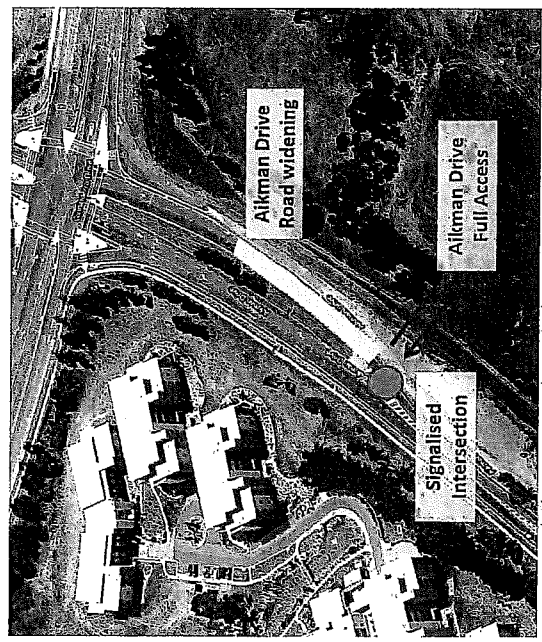 Aikman Drive
Road widening
Aikman Drive
Full Access
Signalised
Intersection